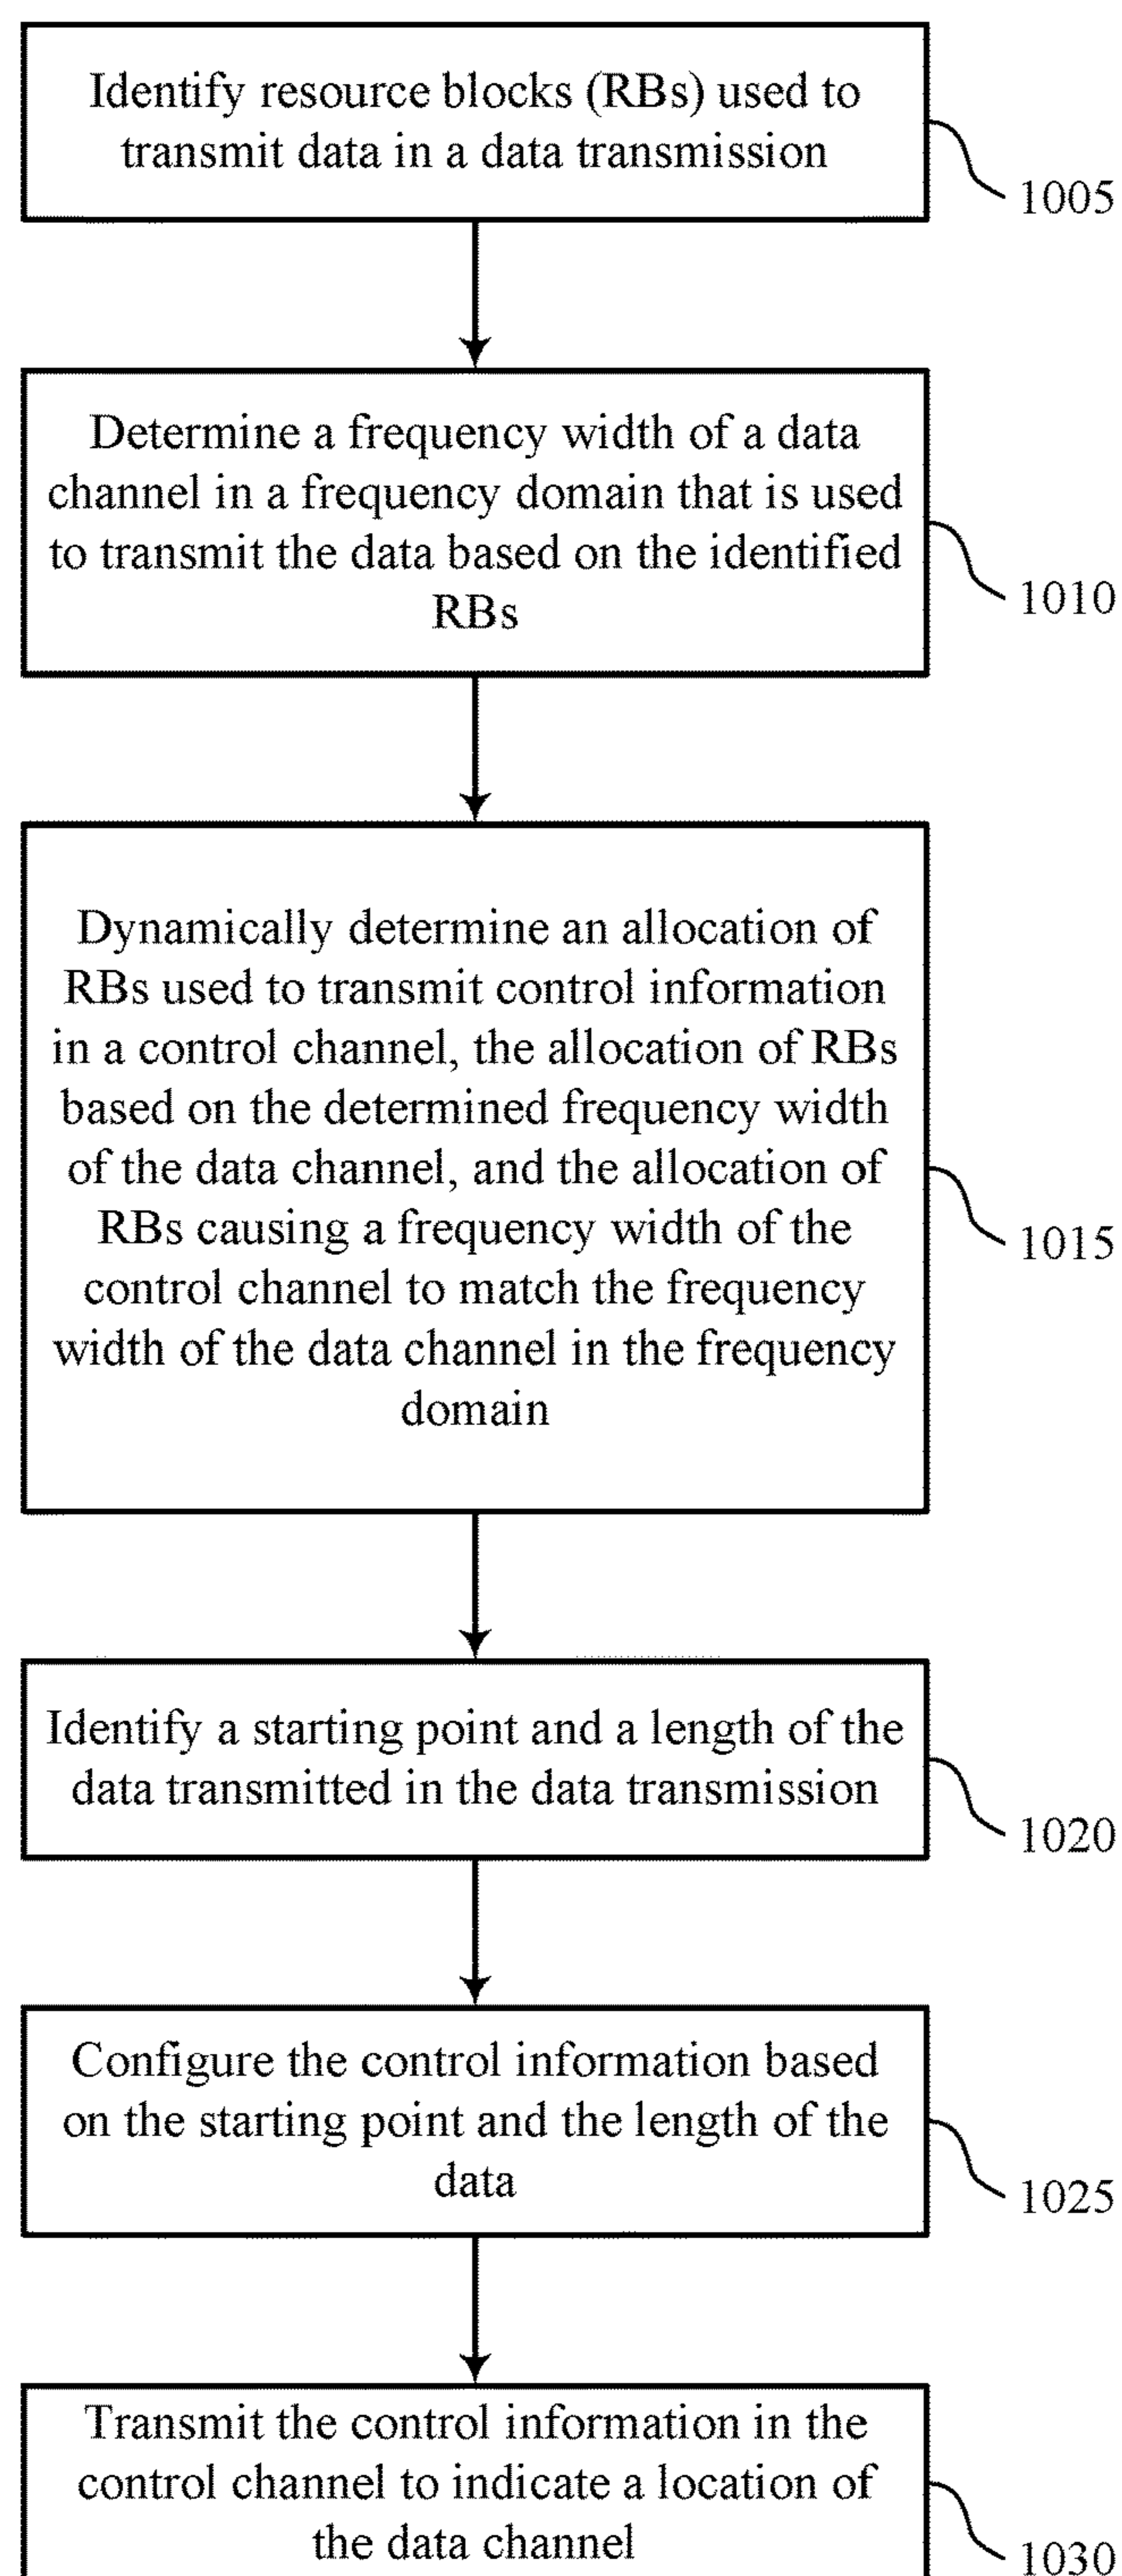 Identify resource blocks (RBs) used to
transmit data in a data transmission
1005
Determine a frequency width of a data
channel in a frequency domain that is used
to transmit the data based on the identified
RBs
1010
Dynamically determine an allocation of
RBs used to transmit control information
in a control channel, the allocation of RBs
based on the determined frequency width
of the data channel, and the allocation of
RBs causing a frequency width of the
control channel to match the frequency
width of the data channel in the frequency
domain
1015
Identify a starting point and a length of the
data transmitted in the data transmission
1020
Configure the control information based
on the starting point and the length of the
data
1025
Transmit the control information in the
control channel to indicate a location of
the data channel
1030